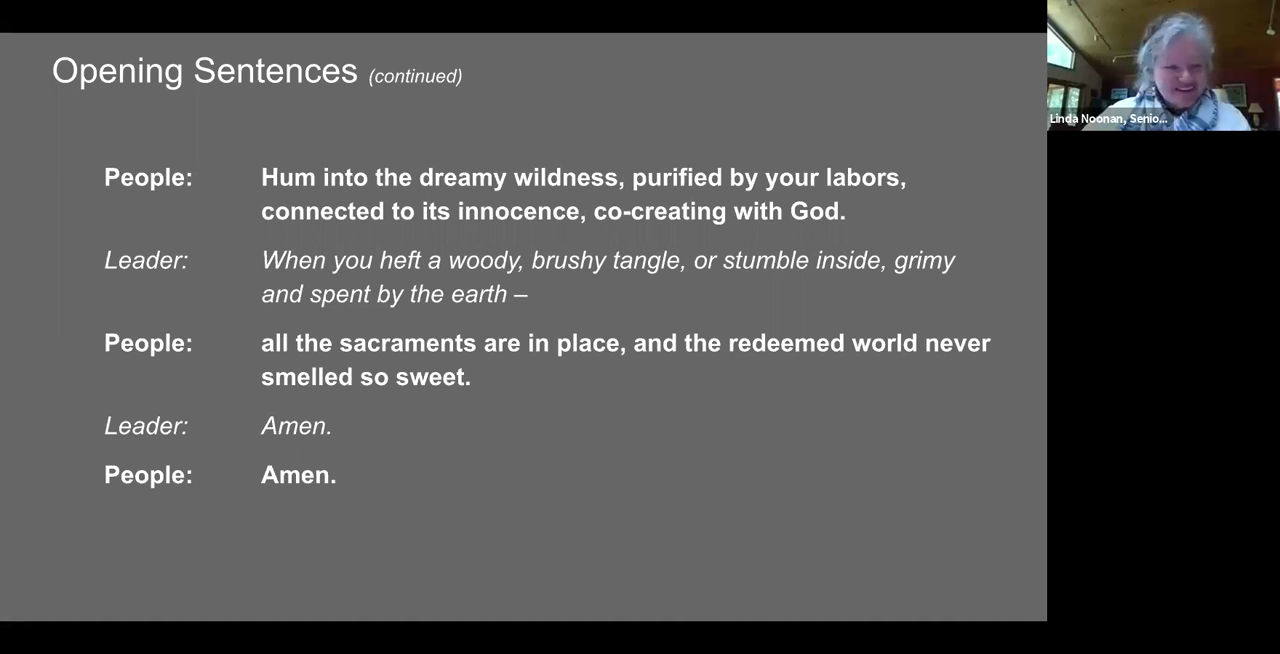 Opening Sentences (continued)
Linda Noonan, Senio...
People: Hum into the dreamy wildness, purified by your labors,
connected to its innocence, co-creating with God.
Leader: When you heft a woody, brushy tangle, or stumble inside, grimy
and spent by the earth –
People: all the sacraments are in place, and the redeemed world never
smelled so sweet.
Leader: Amen.
People: Amen.